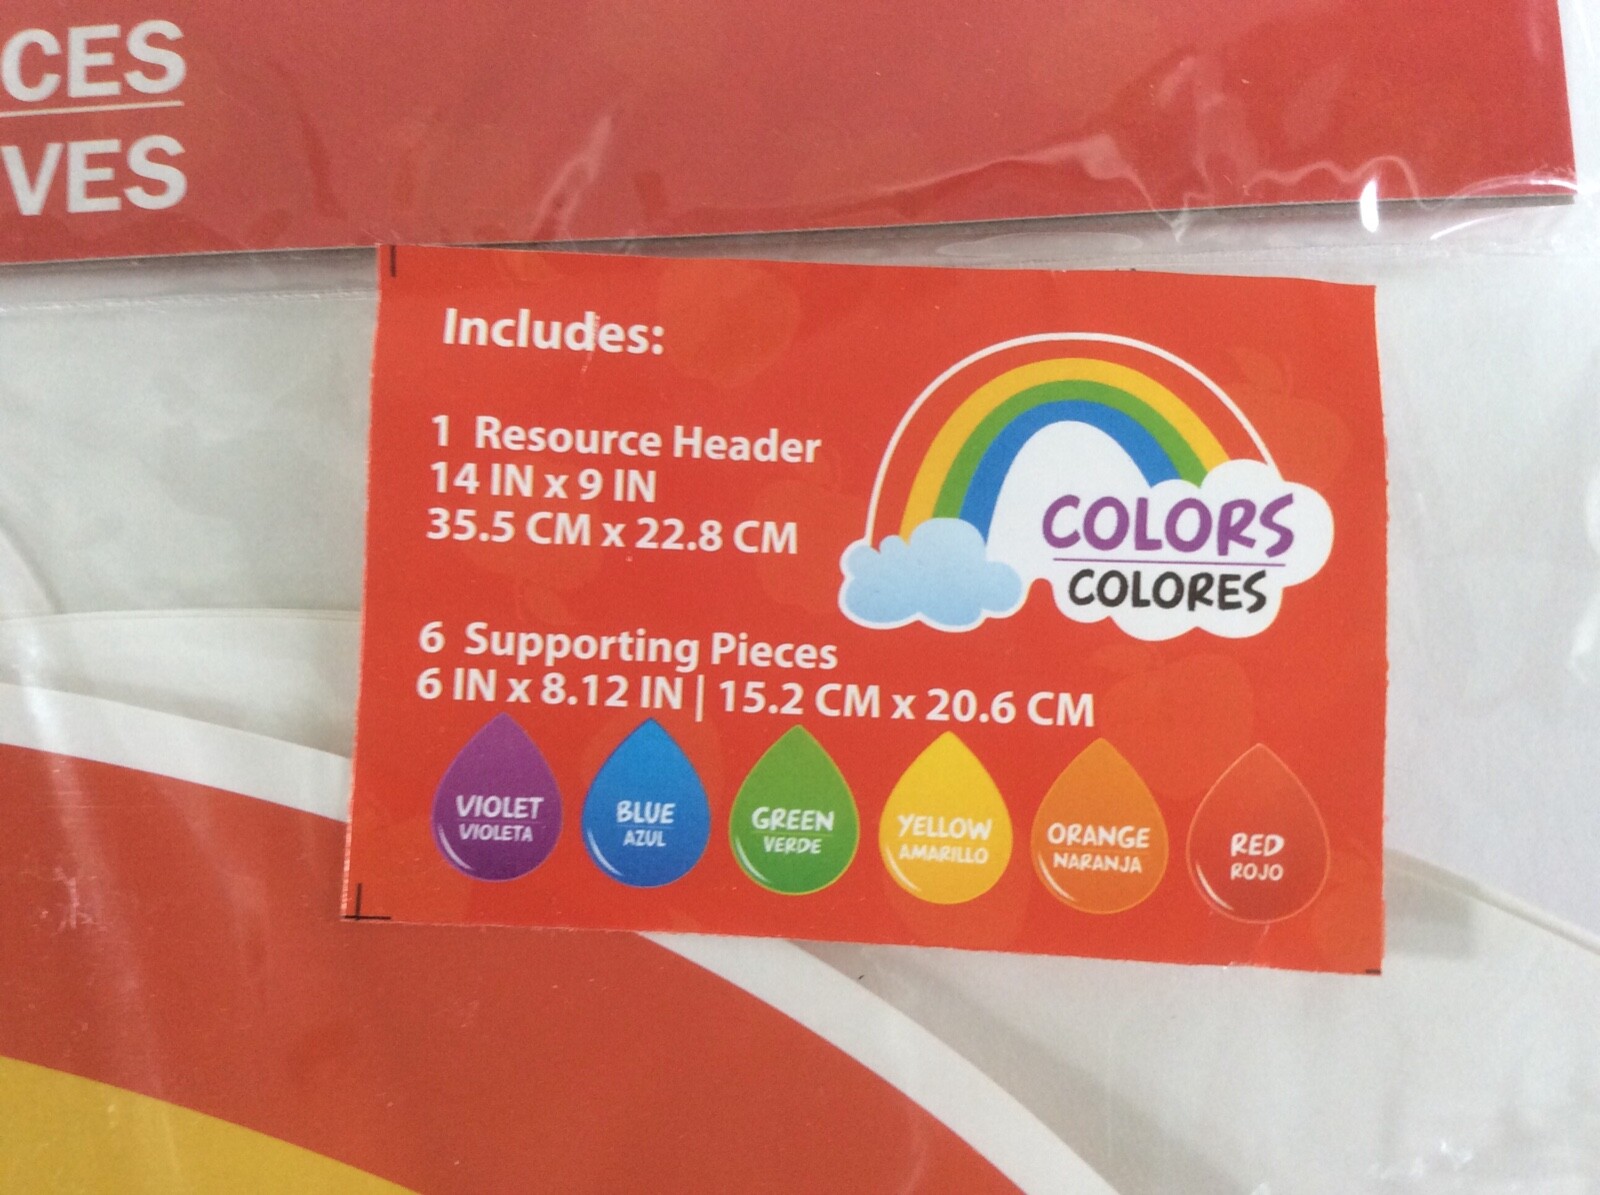 CES
VES
Includes:
1 Resource Header
14 IN x 9 IN
35.5 CM x 22.8 CM
COLORS
COLORES
6 Supporting Pieces
6 IN x 8.12 IN | 15.2 CM x 20.6 CM
VIOLET
VIOLETA
BLUE
AZUL
GREEN
VERDE
YELLOW
AMARILLO
ORANGE
NARANJA
RED
ROJO